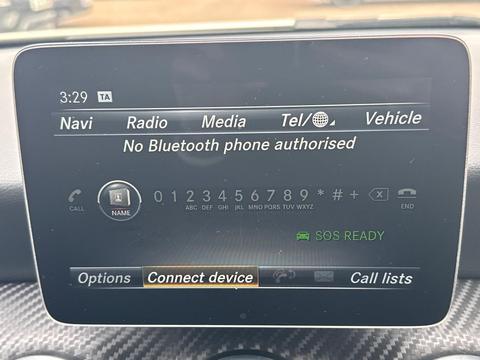 3:29 TA
Navi Radio Media Tel/ Vehicle
No Bluetooth phone authorised
0 1 2 3 4 5 6 7 8 9 * # +
CALL NAME ABC DEF GHI JKL MNO PQRS TUV WXYZ END
SOS READY
Options Connect device Call lists